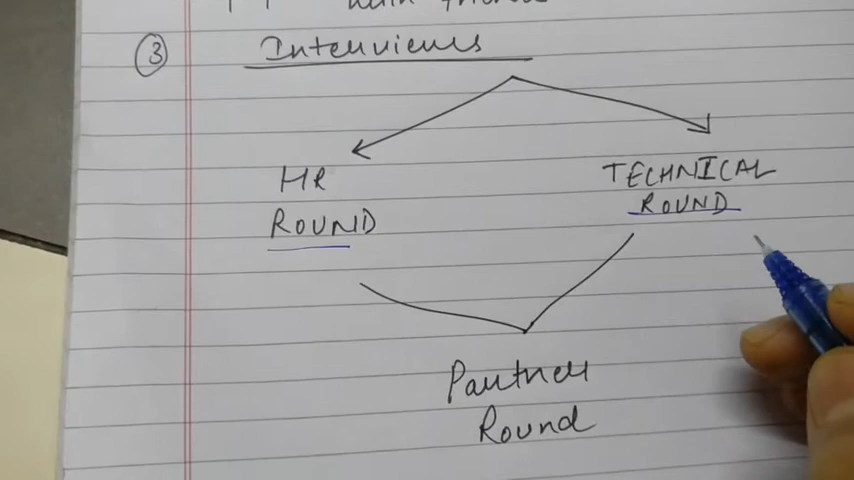 3 Interviews
HR
ROUND
TECHNICAL
ROUND
Partner
Round